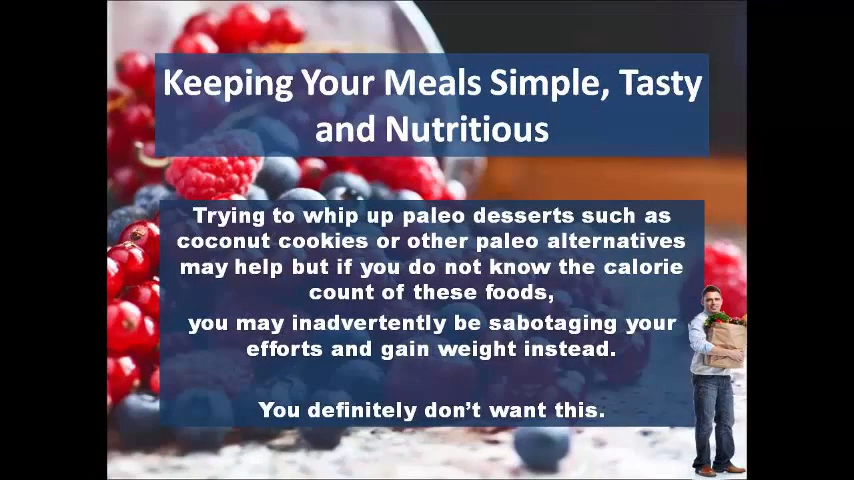 Keeping Your Meals Simple, Tasty
and Nutritious
Trying to whip up paleo desserts such as
coconut cookies or other paleo alternatives
may help but if you do not know the calorie
count of these foods,
you may inadvertently be sabotaging your
efforts and gain weight instead.
You definitely don’t want this.